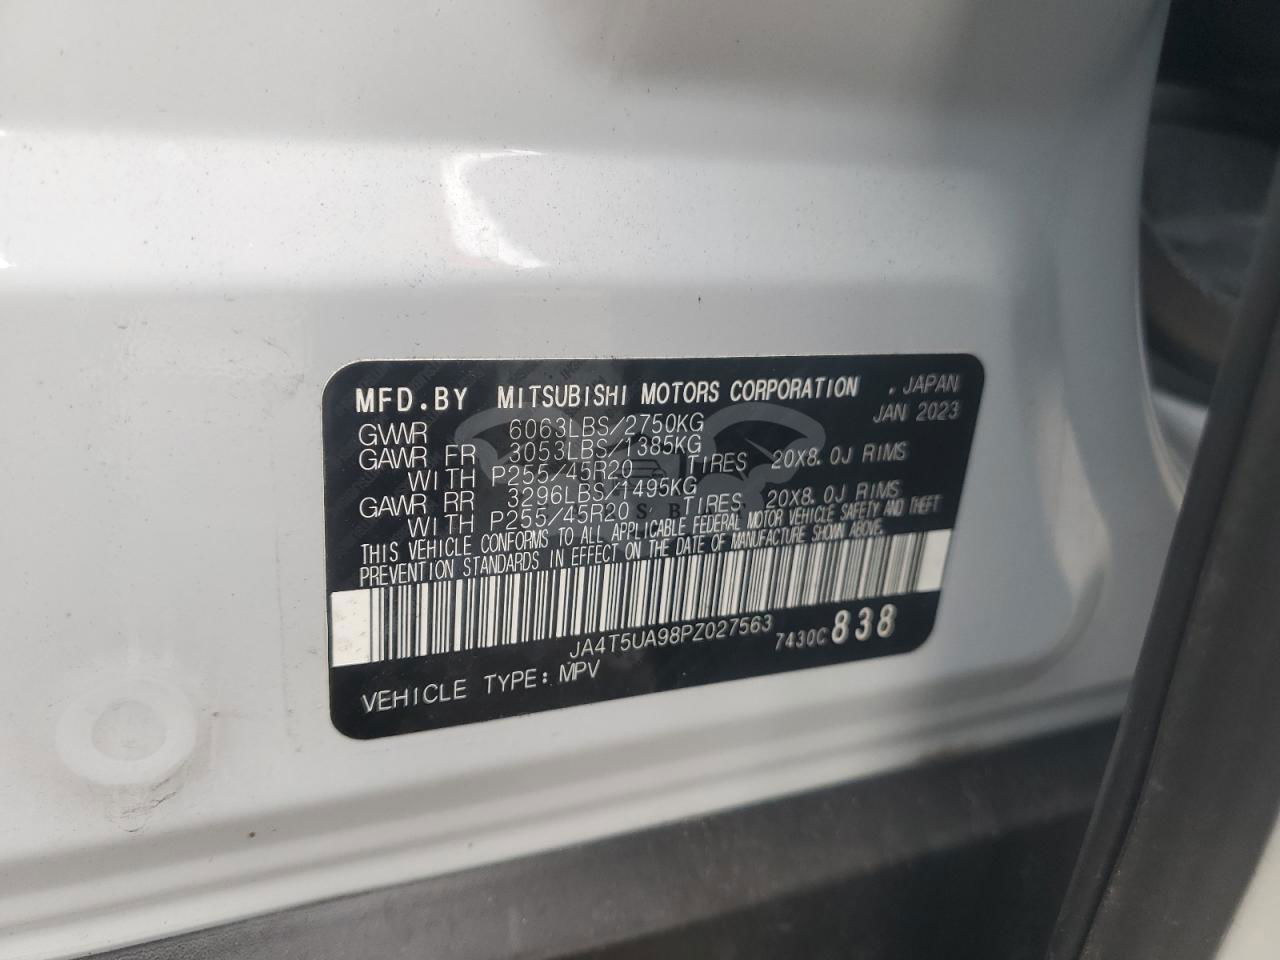 MFD.BY MITSUBISHI MOTORS CORPORATION . JAPAN
JAN 2023
GVWR 6063LBS/2750KG
GAWR FR 3053LBS/1385KG
WITH P255/45R20 TIRES 20X8.0J RIMS
GAWR RR 3296LBS/1495KG
WITH P255/45R20 TIRES 20X8.0J RIMS
THIS VEHICLE CONFORMS TO ALL APPLICABLE FEDERAL MOTOR VEHICLE SAFETY AND THEFT
PREVENTION STANDARDS IN EFFECT ON THE DATE OF MANUFACTURE SHOWN ABOVE.
JA4T5UA98PZ027563 7430C 838
VEHICLE TYPE: MPV